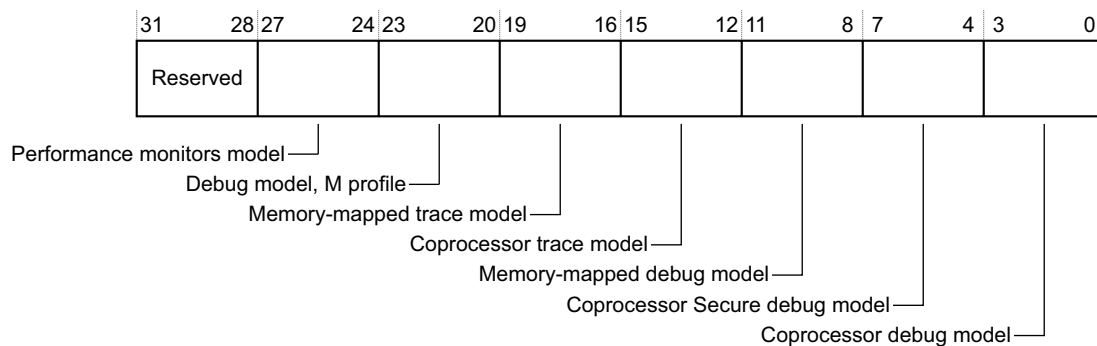 31 28 27 24 23 20 19 16 15 12 11 8 7 4 3 0
Reserved
Performance monitors model
Debug model, M profile
Memory-mapped trace model
Coprocessor trace model
Memory-mapped debug model
Coprocessor Secure debug model
Coprocessor debug model